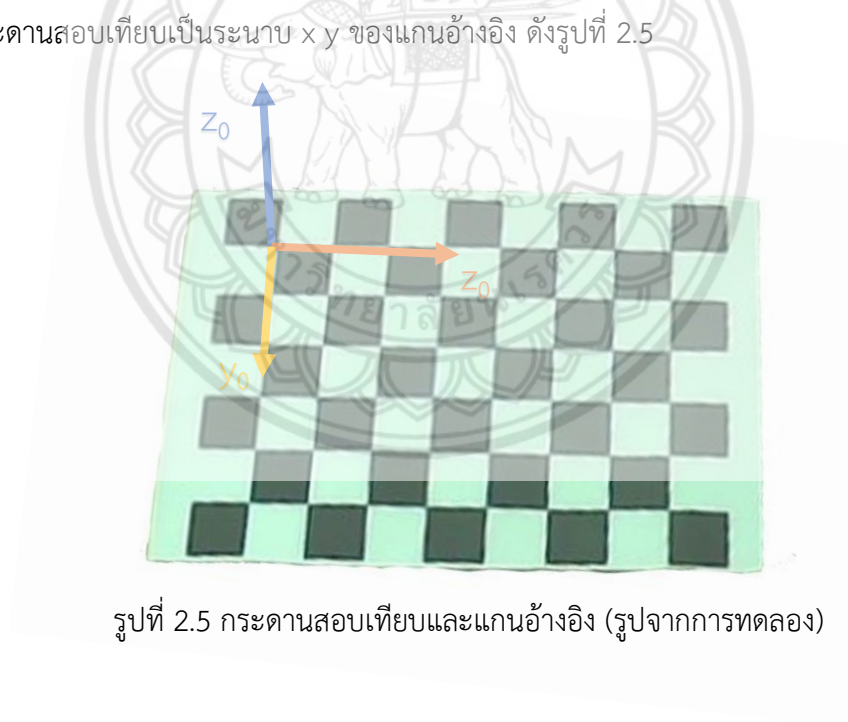 ะดานสอบเทียบเป็นระนาบ x y ของแกนอ้างอิง ดังรูปที่ 2.5
z₀
z₀
y₀
รูปที่ 2.5 กระดานสอบเทียบและแกนอ้างอิง (รูปจากการทดลอง)